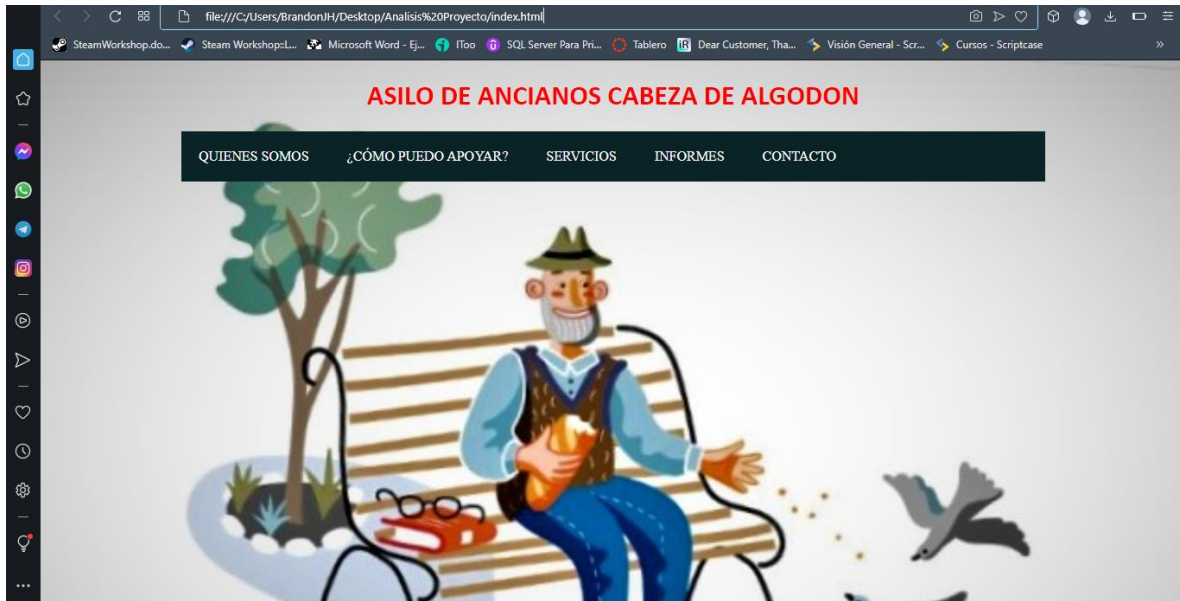 file:///C:/Users/BrandonJH/Desktop/Analisis%20Proyecto/index.html
SteamWorkshop.do... Steam Workshop::L... Microsoft Word - Ej... IToo SQL Server Para Pri... Tablero iR Dear Customer, Tha... Visión General - Scr... Cursos - Scriptcase
ASILO DE ANCIANOS CABEZA DE ALGODON
QUIENES SOMOS ¿CÓMO PUEDO APOYAR? SERVICIOS INFORMES CONTACTO